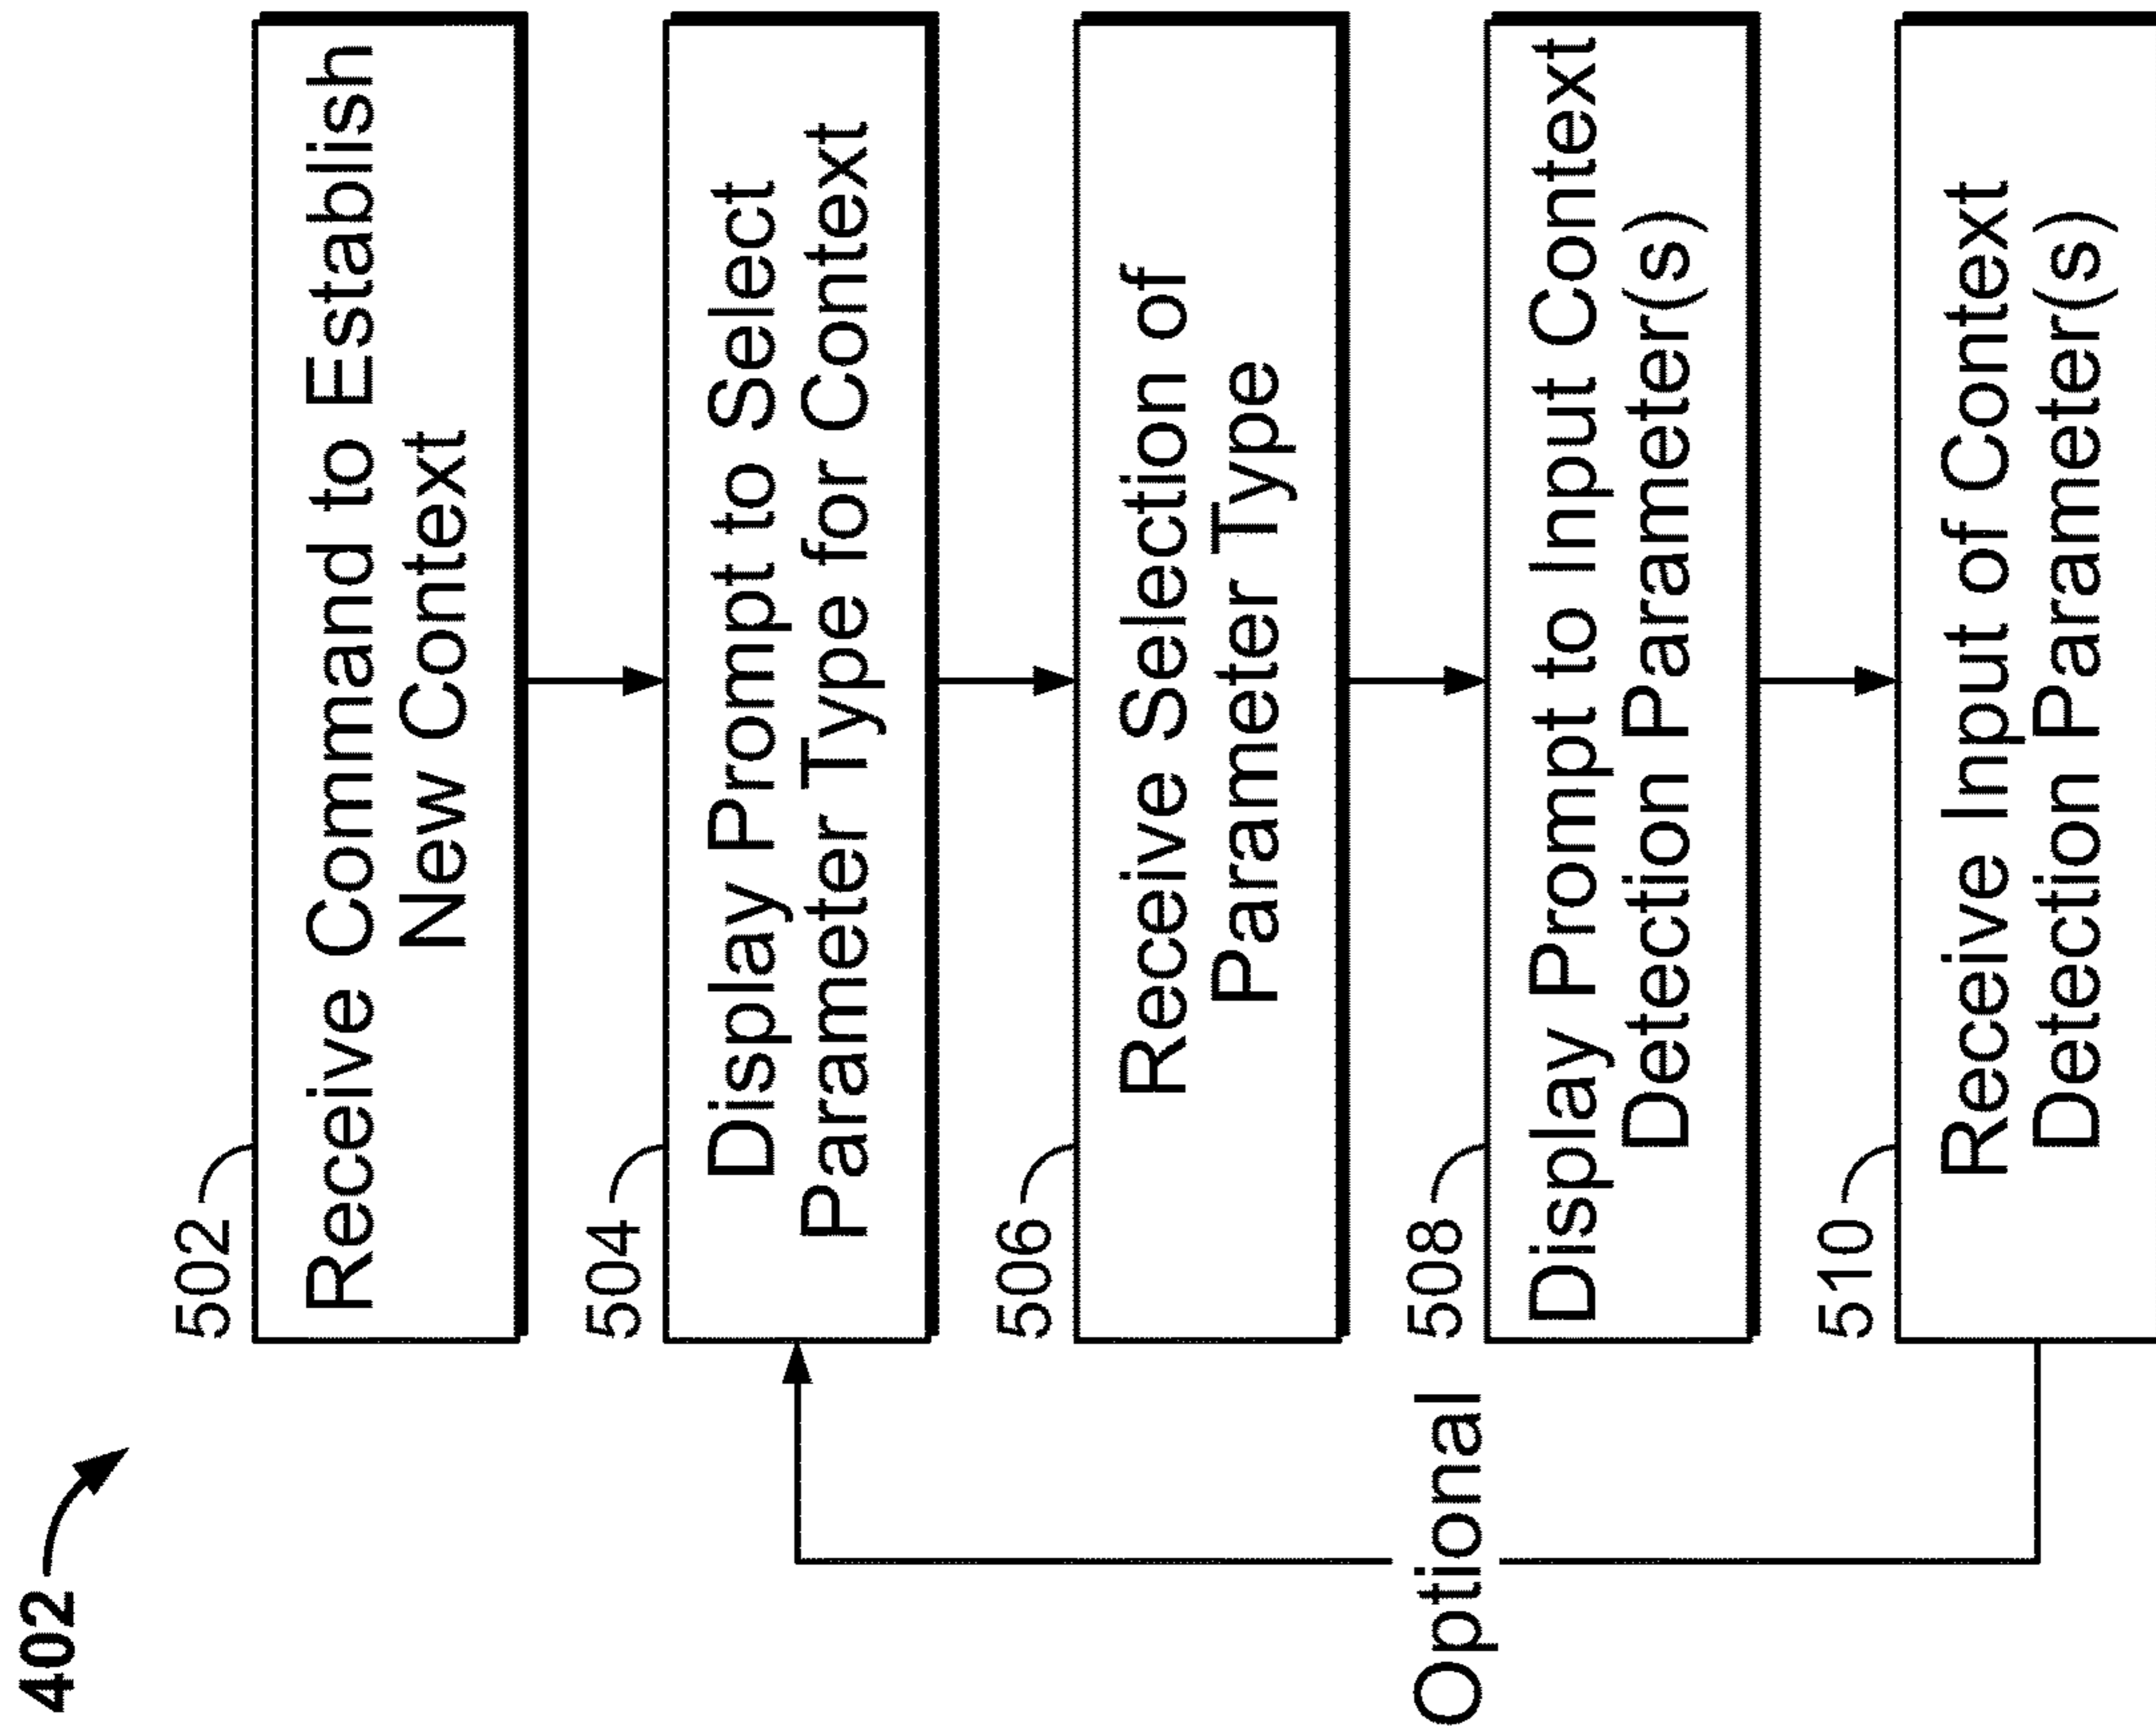 402
502
Receive Command to Establish
New Context
504
Display Prompt to Select
Parameter Type for Context
506
Receive Selection of
Parameter Type
508
Display Prompt to Input Context
Detection Parameter(s)
510
Receive Input of Context
Detection Parameter(s)
Optional